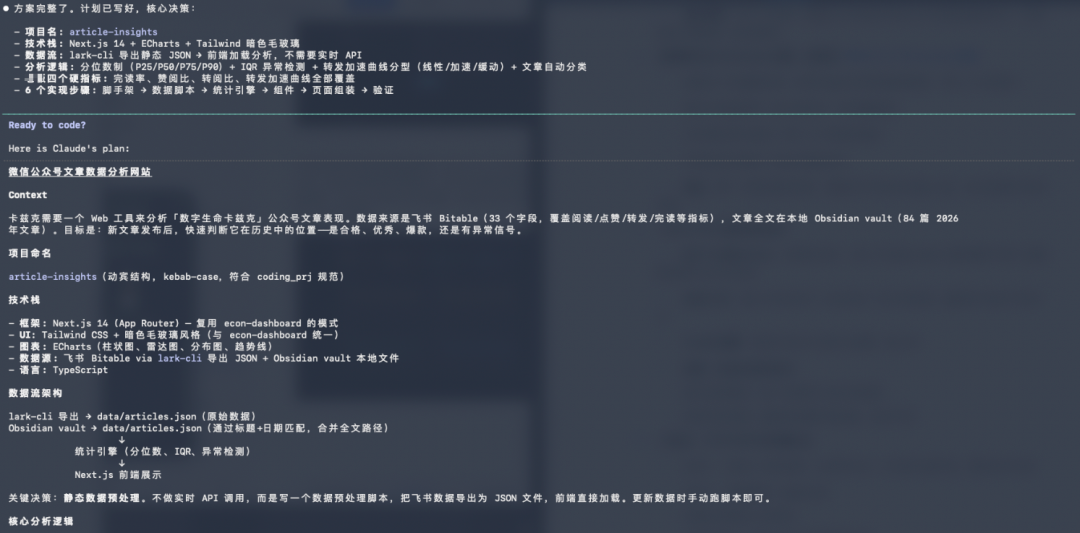 ● 方案完整了。计划已写好，核心决策：
- 项目名：article-insights
- 技术栈：Next.js 14 + ECharts + Tailwind 暗色毛玻璃
- 数据流：lark-cli 导出静态 JSON → 前端加载分析，不需要实时 API
- 分析逻辑：分位数制（P25/P50/P75/P90）+ IQR 异常检测 + 转发加速曲线分型（线性/加速/缓动）+ 文章自动分类
- 四个硬指标：完读率、赞阅比、转阅比、转发加速曲线全部覆盖
- 6 个实现步骤：脚手架 → 数据脚本 → 统计引擎 → 组件 → 页面组装 → 验证
Ready to code?
Here is Claude's plan:
微信公众号文章数据分析网站
Context
卡兹克需要一个 Web 工具来分析「数字生命卡兹克」公众号文章表现。数据来源是飞书 Bitable（33 个字段，覆盖阅读/点赞/转发/完读等指标），文章全文在本地 Obsidian vault（84 篇 2026
年文章）。目标是：新文章发布后，快速判断它在历史中的位置——是合格、优秀、爆款，还是有异常信号。
项目命名
article-insights（动宾结构，kebab-case，符合 coding_prj 规范）
技术栈
- 框架：Next.js 14 (App Router) — 复用 econ-dashboard 的模式
- UI：Tailwind CSS + 暗色毛玻璃风格（与 econ-dashboard 统一）
- 图表：ECharts（柱状图、雷达图、分布图、趋势线）
- 数据源：飞书 Bitable via lark-cli 导出 JSON + Obsidian vault 本地文件
- 语言：TypeScript
数据流架构
lark-cli 导出 → data/articles.json（原始数据）
Obsidian vault → data/articles.json（通过标题+日期匹配，合并全文路径）
↓
统计引擎（分位数、IQR、异常检测）
↓
Next.js 前端展示
关键决策：静态数据预处理。不做实时 API 调用，而是写一个数据预处理脚本，把飞书数据导出为 JSON 文件，前端直接加载。更新数据时手动跑脚本即可。
核心分析逻辑